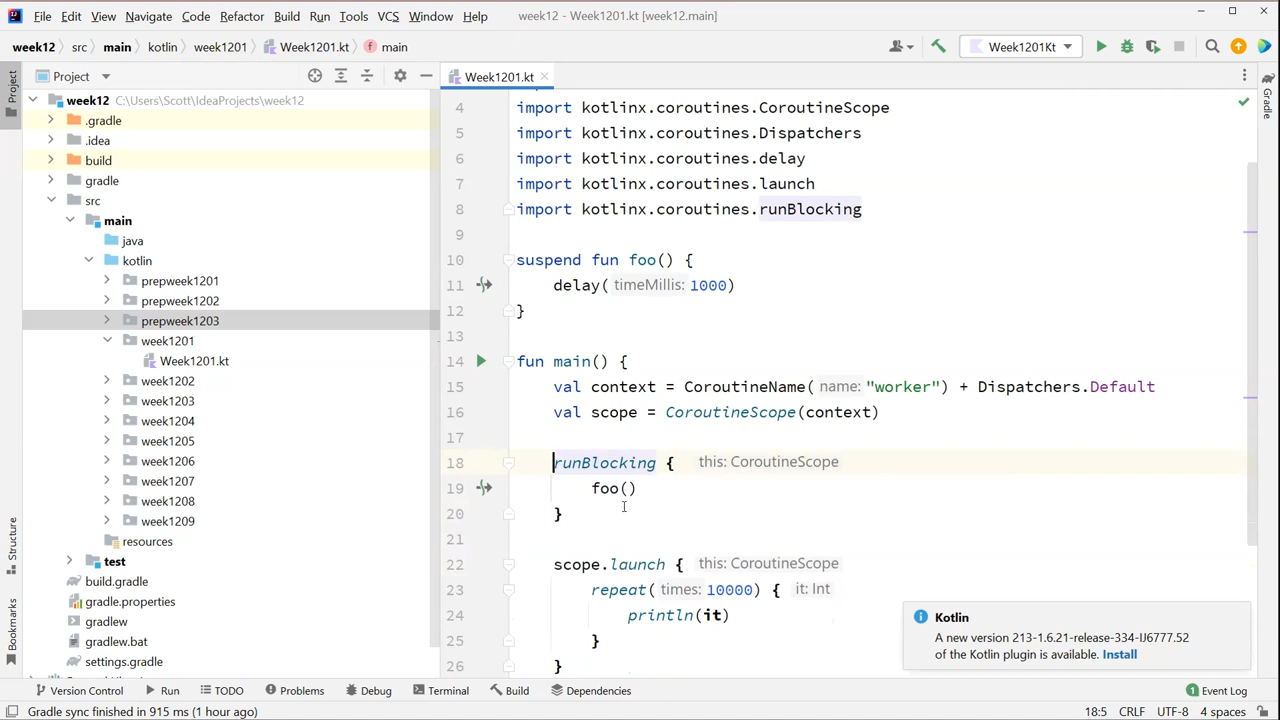 File Edit View Navigate Code Refactor Build Run Tools VCS Window Help week12 - Week1201.kt [week12.main]
week12 src main kotlin week1201 Week1201.kt main Week1201Kt
Project Project Week1201.kt Gradle
week12 C:\Users\Scott\IdeaProjects\week12
.gradle
.idea
build
gradle
src
main
java
kotlin
prepweek1201
prepweek1202
prepweek1203
week1201
Week1201.kt
week1202
week1203
week1204
week1205
week1206
week1207
week1208
week1209
resources
test
build.gradle
gradle.properties
gradlew
gradlew.bat
settings.gradle
Structure
Bookmarks
4 import kotlinx.coroutines.CoroutineScope
5 import kotlinx.coroutines.Dispatchers
6 import kotlinx.coroutines.delay
7 import kotlinx.coroutines.launch
8 import kotlinx.coroutines.runBlocking
9
10 suspend fun foo() {
11 delay( timeMillis: 1000)
12 }
13
14 fun main() {
15 val context = CoroutineName( name: "worker") + Dispatchers.Default
16 val scope = CoroutineScope(context)
17
18 runBlocking { this: CoroutineScope
19 foo()
20 }
21
22 scope.launch { this: CoroutineScope
23 repeat( times: 10000) { it: Int
24 println(it)
25 }
26 }
Kotlin
A new version 213-1.6.21-release-334-IJ6777.52
of the Kotlin plugin is available. Install
Version Control Run TODO Problems Debug Terminal Build Dependencies 1 Event Log
Gradle sync finished in 915 ms (1 hour ago) 18:5 CRLF UTF-8 4 spaces